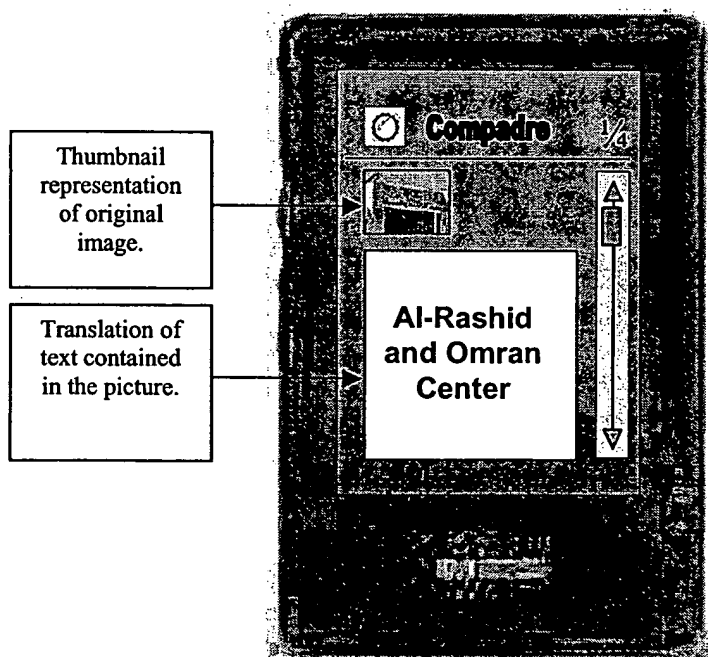 Compadre 1/4
Thumbnail
representation
of original
image.
Translation of
text contained
in the picture.
Al-Rashid
and Omran
Center